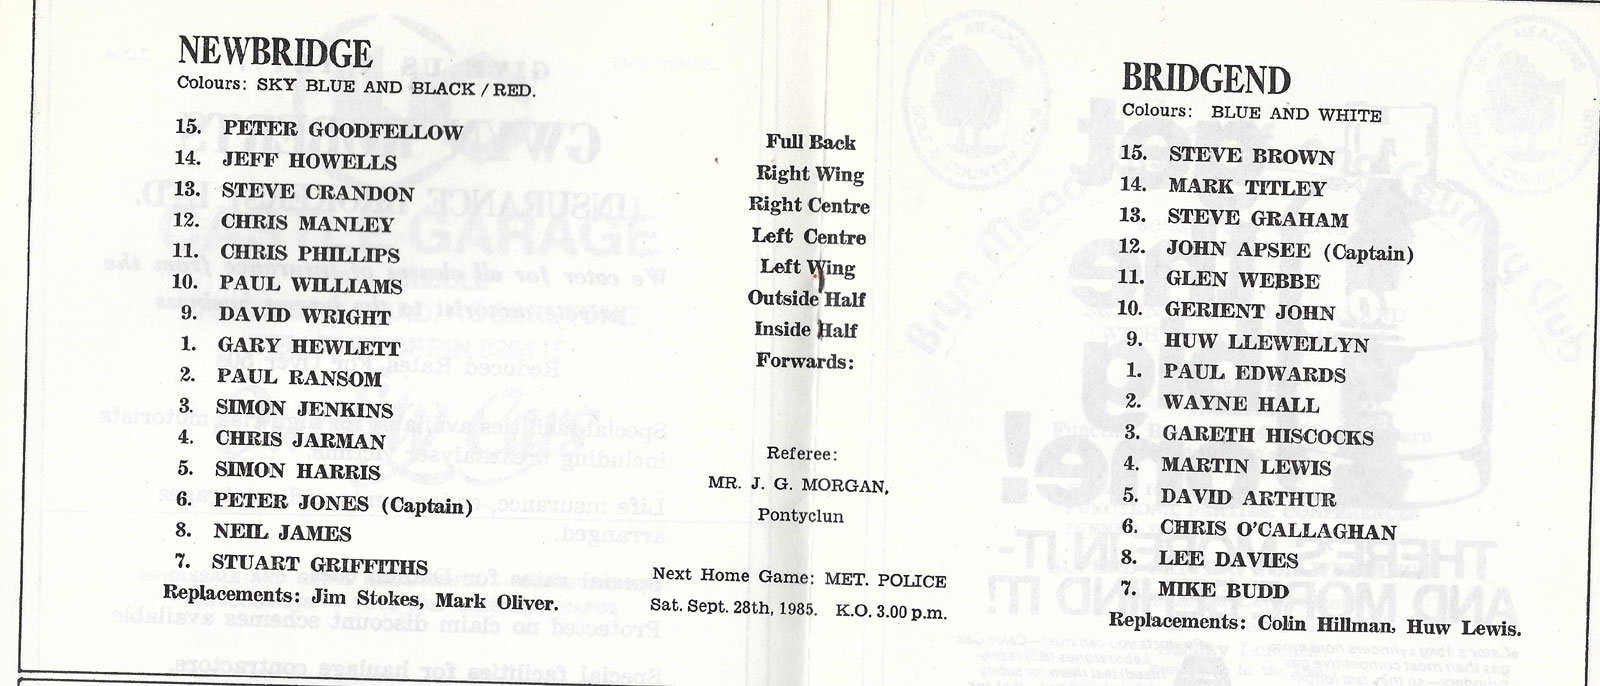 NEWBRIDGE
Colours: SKY BLUE AND BLACK / RED.
15. PETER GOODFELLOW
14. JEFF HOWELLS
13. STEVE CRANDON
12. CHRIS MANLEY
11. CHRIS PHILLIPS
10. PAUL WILLIAMS
9. DAVID WRIGHT
1. GARY HEWLETT
2. PAUL RANSOM
3. SIMON JENKINS
4. CHRIS JARMAN
5. SIMON HARRIS
6. PETER JONES (Captain)
8. NEIL JAMES
7. STUART GRIFFITHS
Replacements: Jim Stokes, Mark Oliver.
Full Back
Right Wing
Right Centre
Left Centre
Left Wing
Outside Half
Inside Half
Forwards:
Referee:
MR. J. G. MORGAN,
Pontyclun
Next Home Game: MET. POLICE
Sat. Sept. 28th, 1985. K.O. 3.00 p.m.
BRIDGEND
Colours: BLUE AND WHITE
15. STEVE BROWN
14. MARK TITLEY
13. STEVE GRAHAM
12. JOHN APSEE (Captain)
11. GLEN WEBBE
10. GERIENT JOHN
9. HUW LLEWELLYN
1. PAUL EDWARDS
2. WAYNE HALL
3. GARETH HISCOCKS
4. MARTIN LEWIS
5. DAVID ARTHUR
6. CHRIS O'CALLAGHAN
8. LEE DAVIES
7. MIKE BUDD
Replacements: Colin Hillman, Huw Lewis.